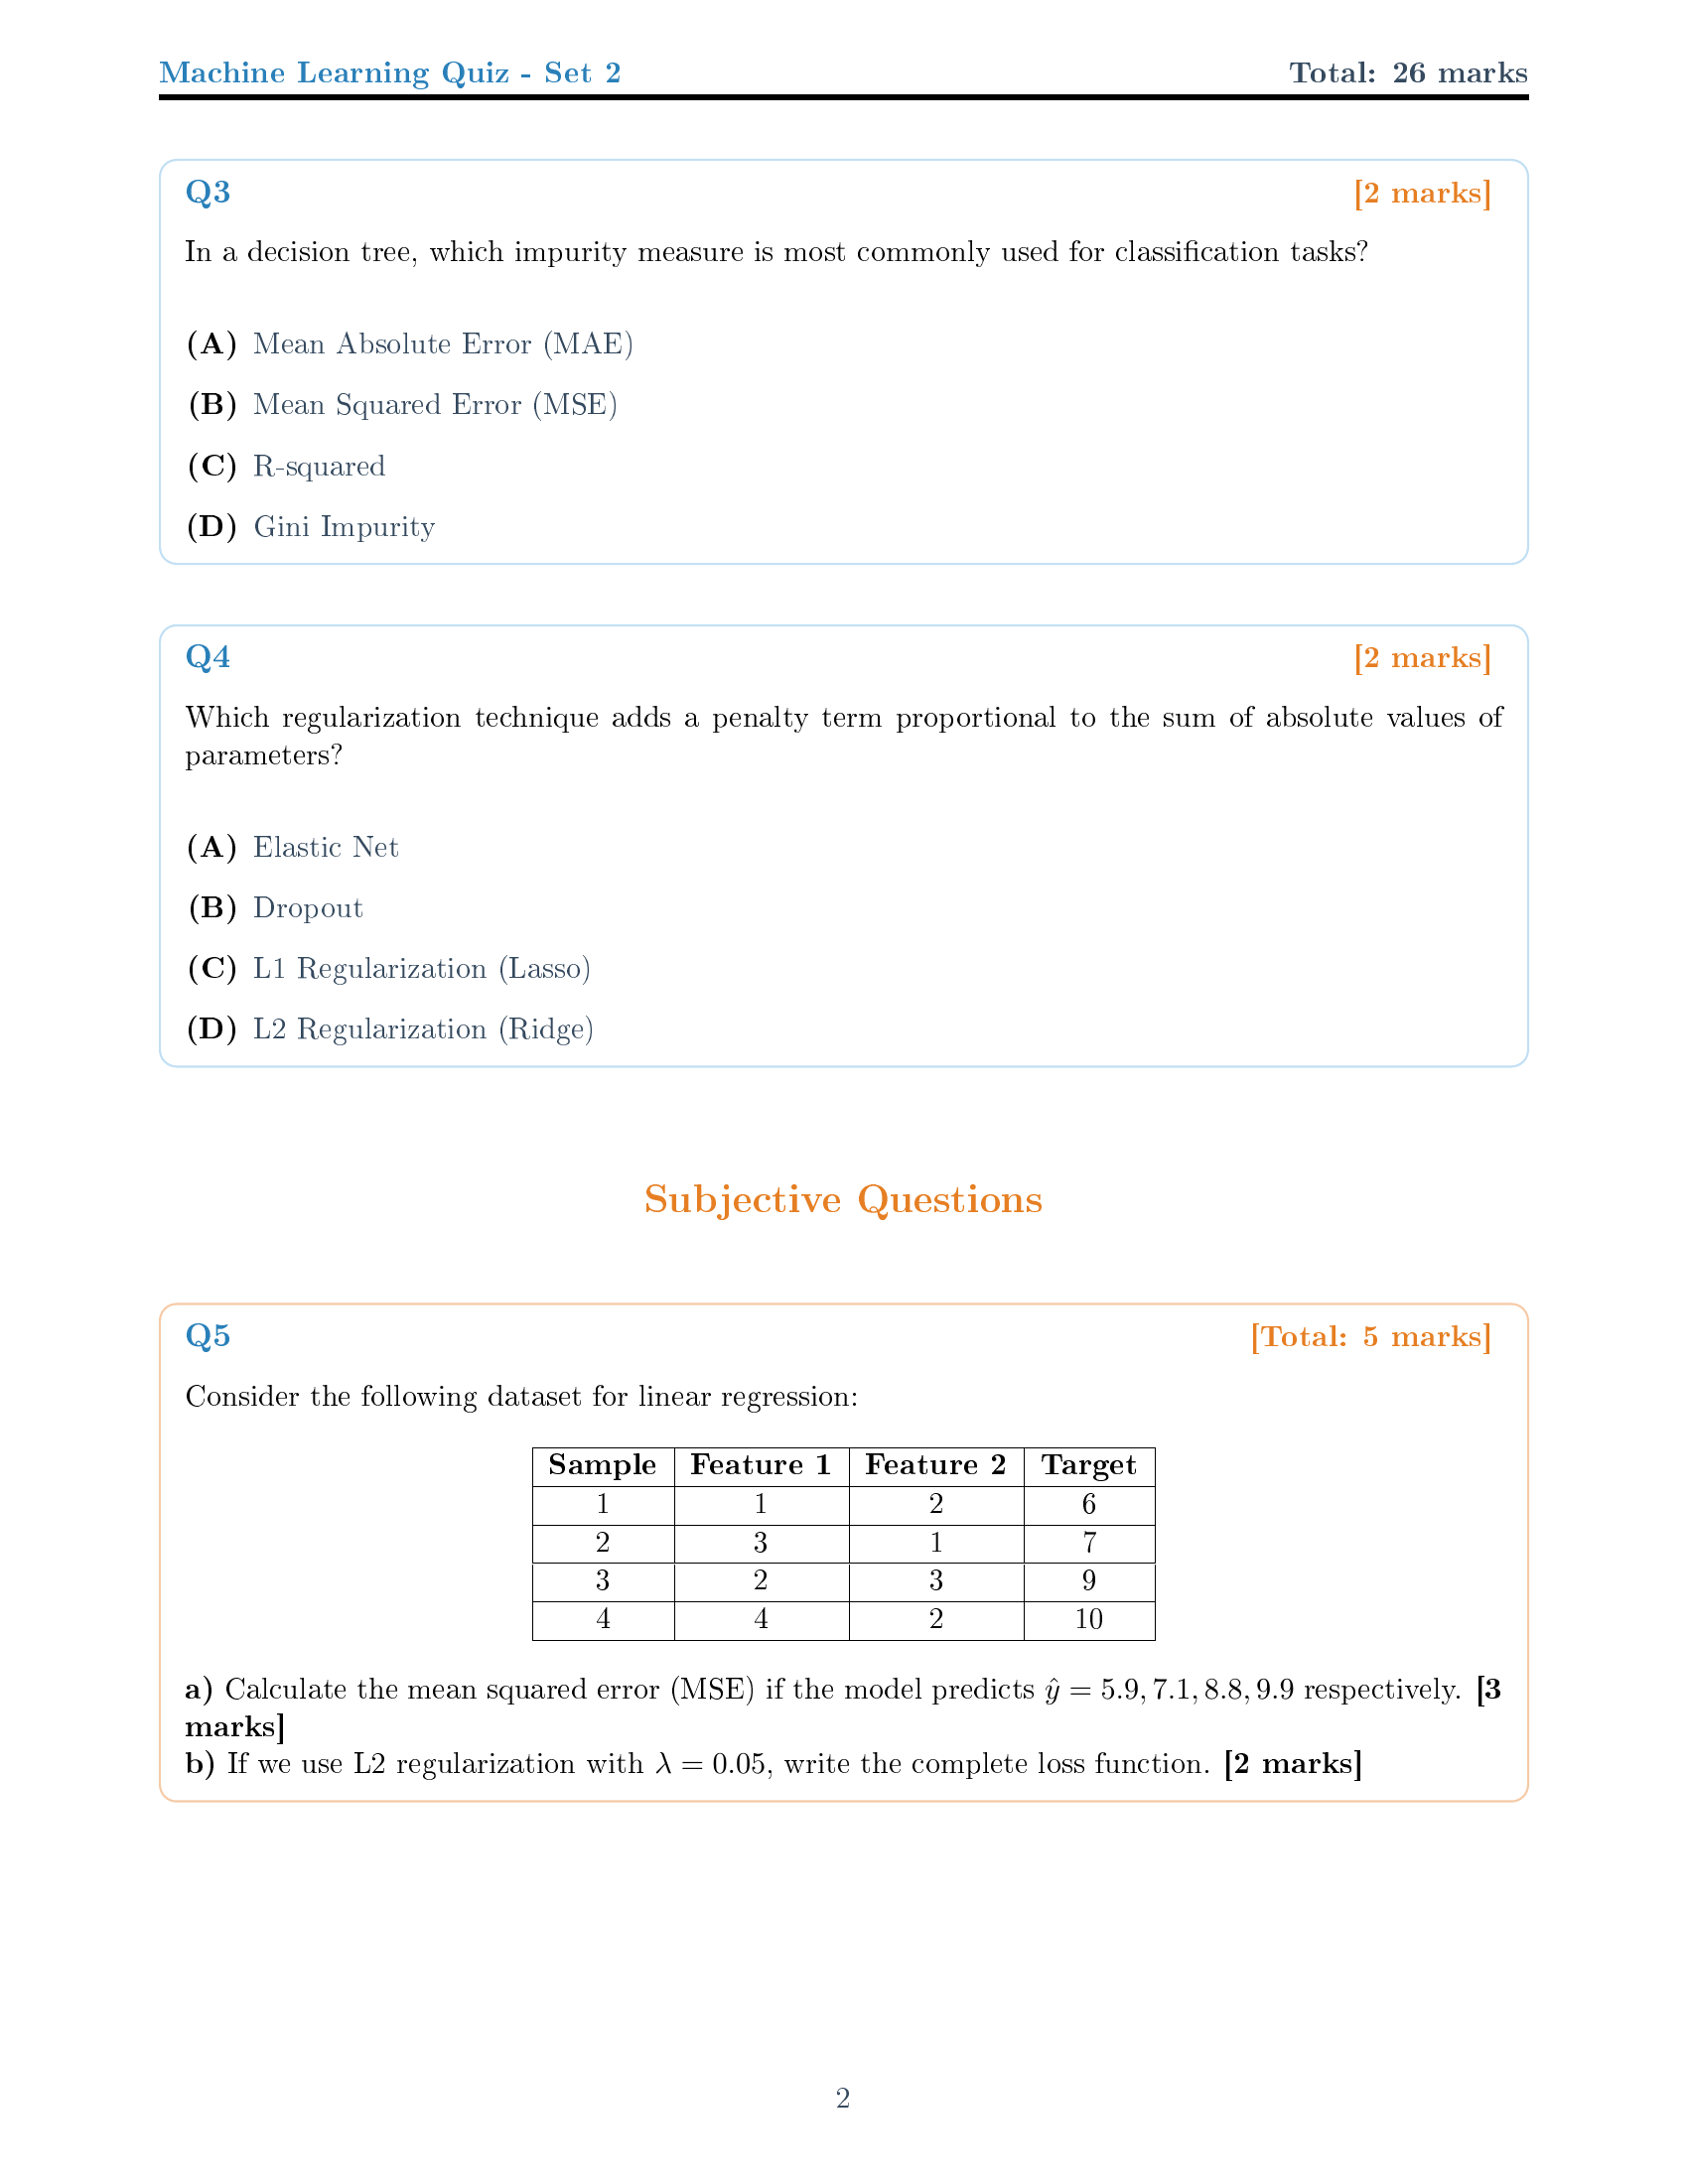 Machine Learning Quiz - Set 2 Total: 26 marks
Q3 [2 marks]
In a decision tree, which impurity measure is most commonly used for classification tasks?
(A) Mean Absolute Error (MAE)
(B) Mean Squared Error (MSE)
(C) R-squared
(D) Gini Impurity
Q4 [2 marks]
Which regularization technique adds a penalty term proportional to the sum of absolute values of
parameters?
(A) Elastic Net
(B) Dropout
(C) L1 Regularization (Lasso)
(D) L2 Regularization (Ridge)
Subjective Questions
Q5 [Total: 5 marks]
Consider the following dataset for linear regression:
Sample Feature 1 Feature 2 Target
1 1 2 6
2 3 1 7
3 2 3 9
4 4 2 10
a) Calculate the mean squared error (MSE) if the model predicts ŷ = 5.9, 7.1, 8.8, 9.9 respectively. [3
marks]
b) If we use L2 regularization with λ = 0.05, write the complete loss function. [2 marks]
2